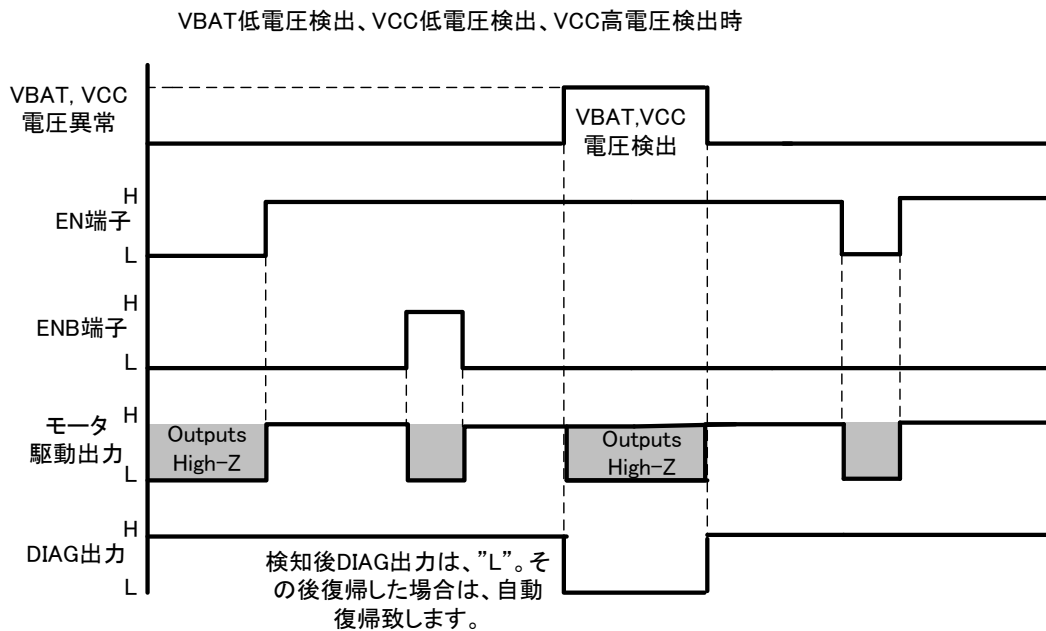 VBAT低電圧検出、VCC低電圧検出、VCC高電圧検出時
VBAT, VCC
電圧異常
VBAT,VCC
電圧検出
H
EN端子
L
H
ENB端子
L
H
モータ
駆動出力
L
Outputs
High-Z
Outputs
High-Z
H
DIAG出力
L
検知後DIAG出力は、”L”。そ
の後復帰した場合は、自動
復帰致します。